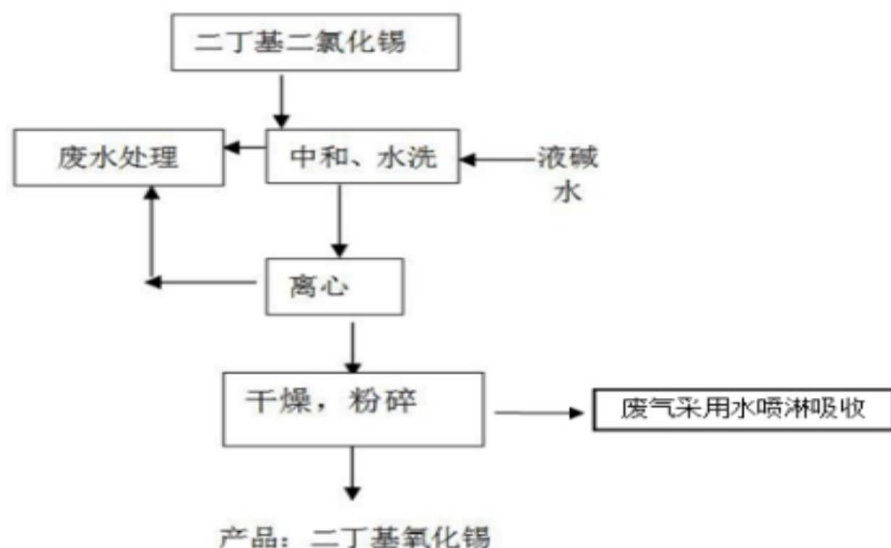 二丁基二氯化锡
废水处理
中和、水洗
液碱
水
离心
干燥，粉碎
废气采用水喷淋吸收
产品：二丁基氧化锡